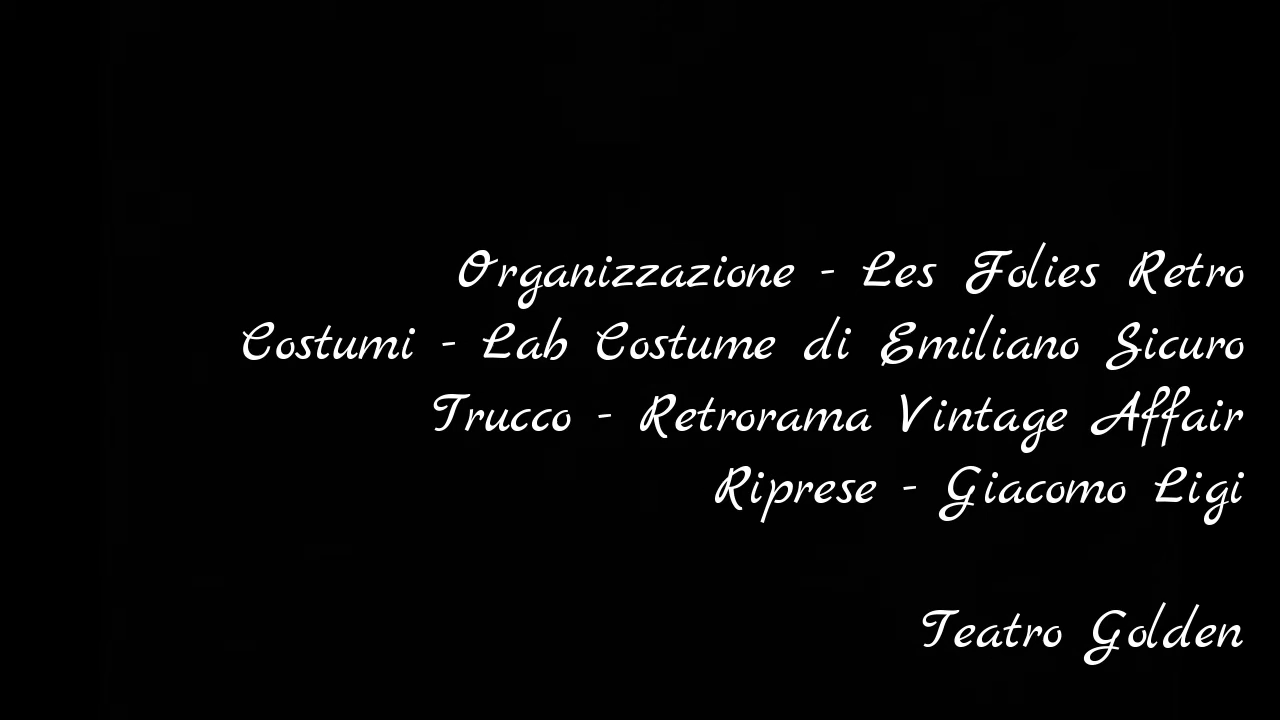 Organizzazione - Les Folies Retro
Costumi - Lab Costume di Emiliano Sicuro
Trucco - Retrorama Vintage Affair
Riprese - Giacomo Ligi
Teatro Golden